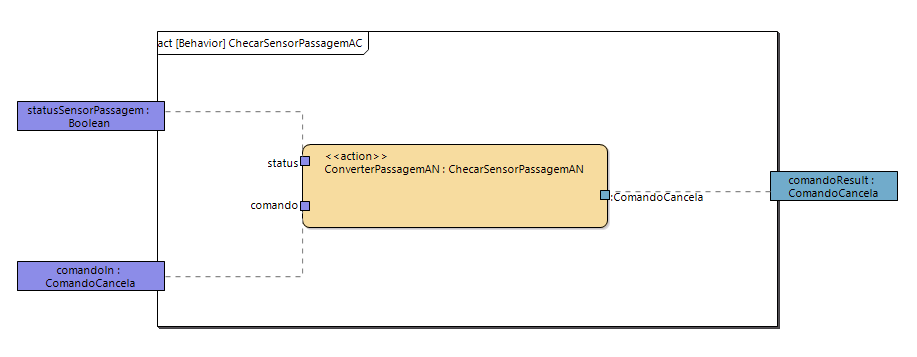 act [Behavior] ChecarSensorPassagemAC
statusSensorPassagem :
Boolean
<<action>>
ConverterPassagemAN : ChecarSensorPassagemAN
status
comando
:ComandoCancela
comandoResult :
ComandoCancela
comandoIn :
ComandoCancela